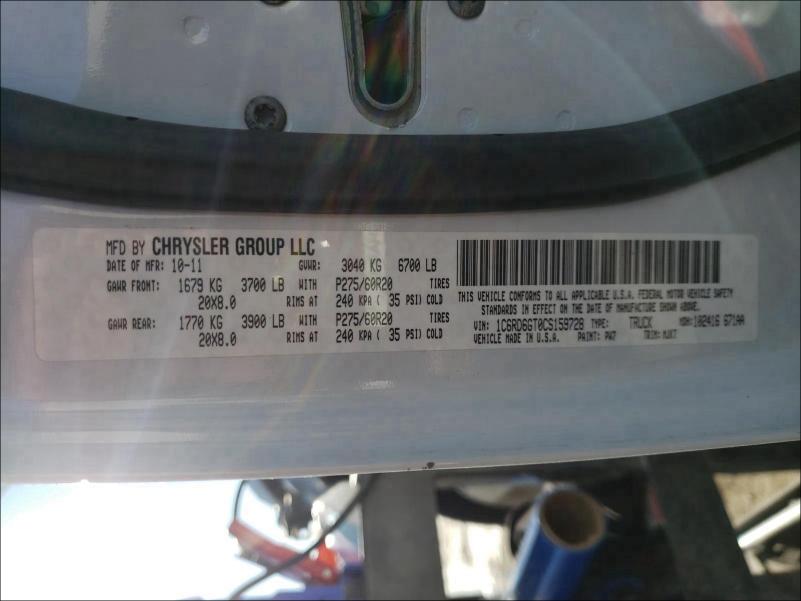 MFD BY CHRYSLER GROUP LLC
DATE OF MFR: 10-11 GVWR: 3040 KG 6700 LB
GAWR FRONT: 1679 KG 3700 LB WITH P275/60R20 TIRES
20X8.0 RIMS AT 240 KPA ( 35 PSI) COLD
GAWR REAR: 1770 KG 3900 LB WITH P275/60R20 TIRES
20X8.0 RIMS AT 240 KPA ( 35 PSI) COLD
THIS VEHICLE CONFORMS TO ALL APPLICABLE U.S.A. FEDERAL MOTOR VEHICLE SAFETY
STANDARDS IN EFFECT ON THE DATE OF MANUFACTURE SHOWN ABOVE.
VIN: 1C6RD6GT0CS159728 TYPE: TRUCK MDH: 102416 671AA
VEHICLE MADE IN U.S.A. PAINT: PW7 TRIM: